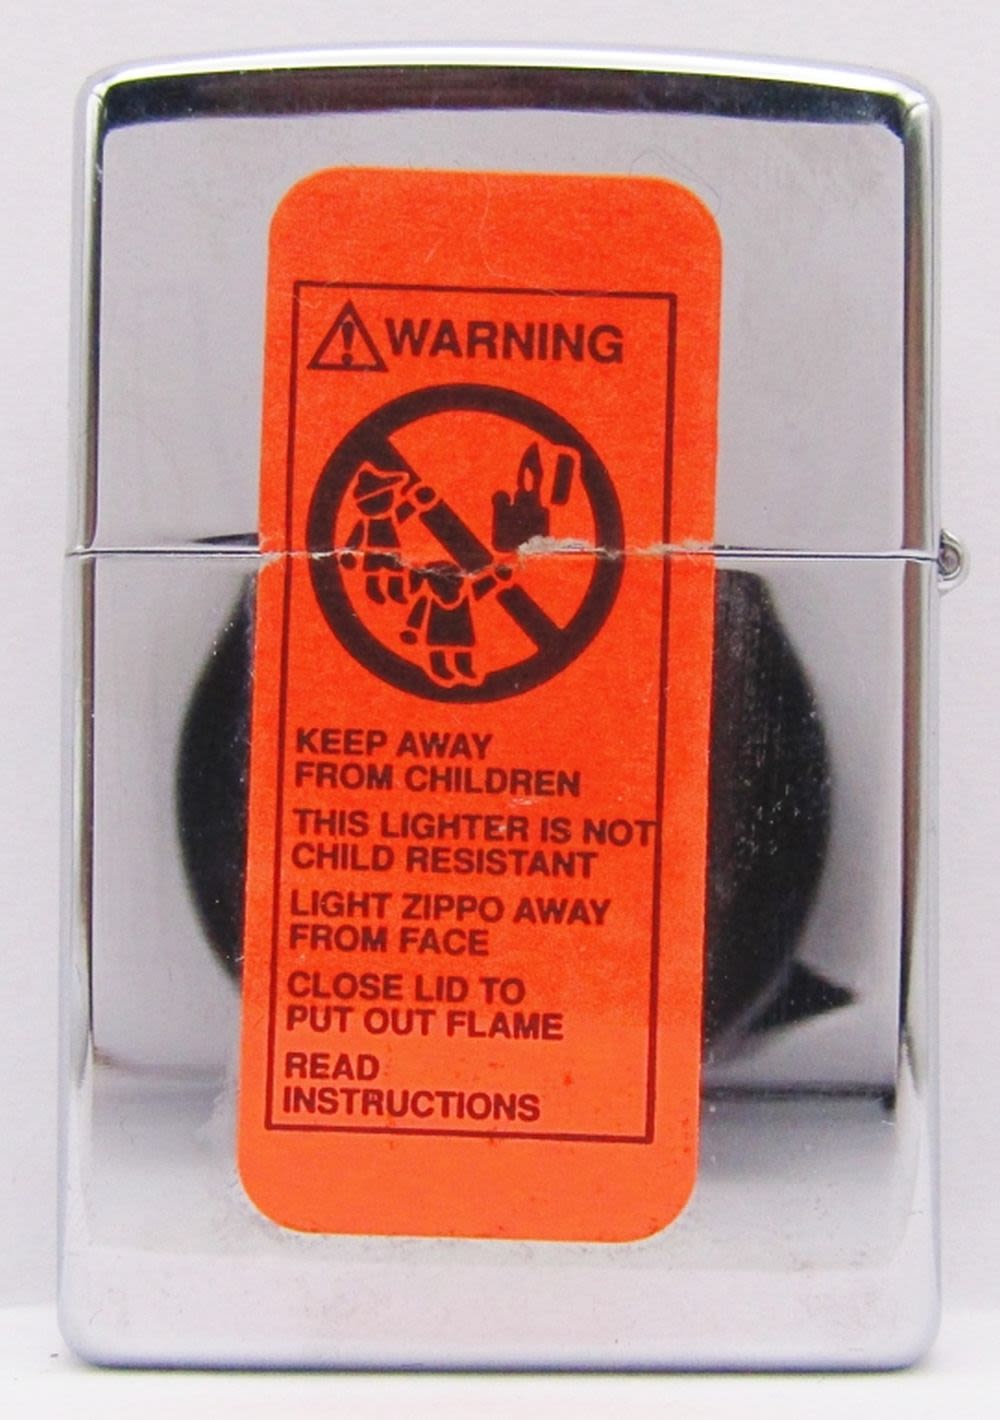 WARNING
KEEP AWAY
FROM CHILDREN
THIS LIGHTER IS NOT
CHILD RESISTANT
LIGHT ZIPPO AWAY
FROM FACE
CLOSE LID TO
PUT OUT FLAME
READ
INSTRUCTIONS